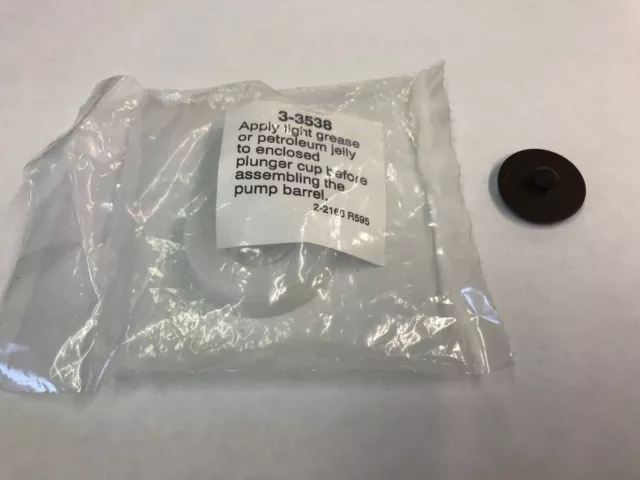 3-3538
Apply light grease
or petroleum jelly
to enclosed
plunger cup before
assembling the
pump barrel.
2-2166 R595